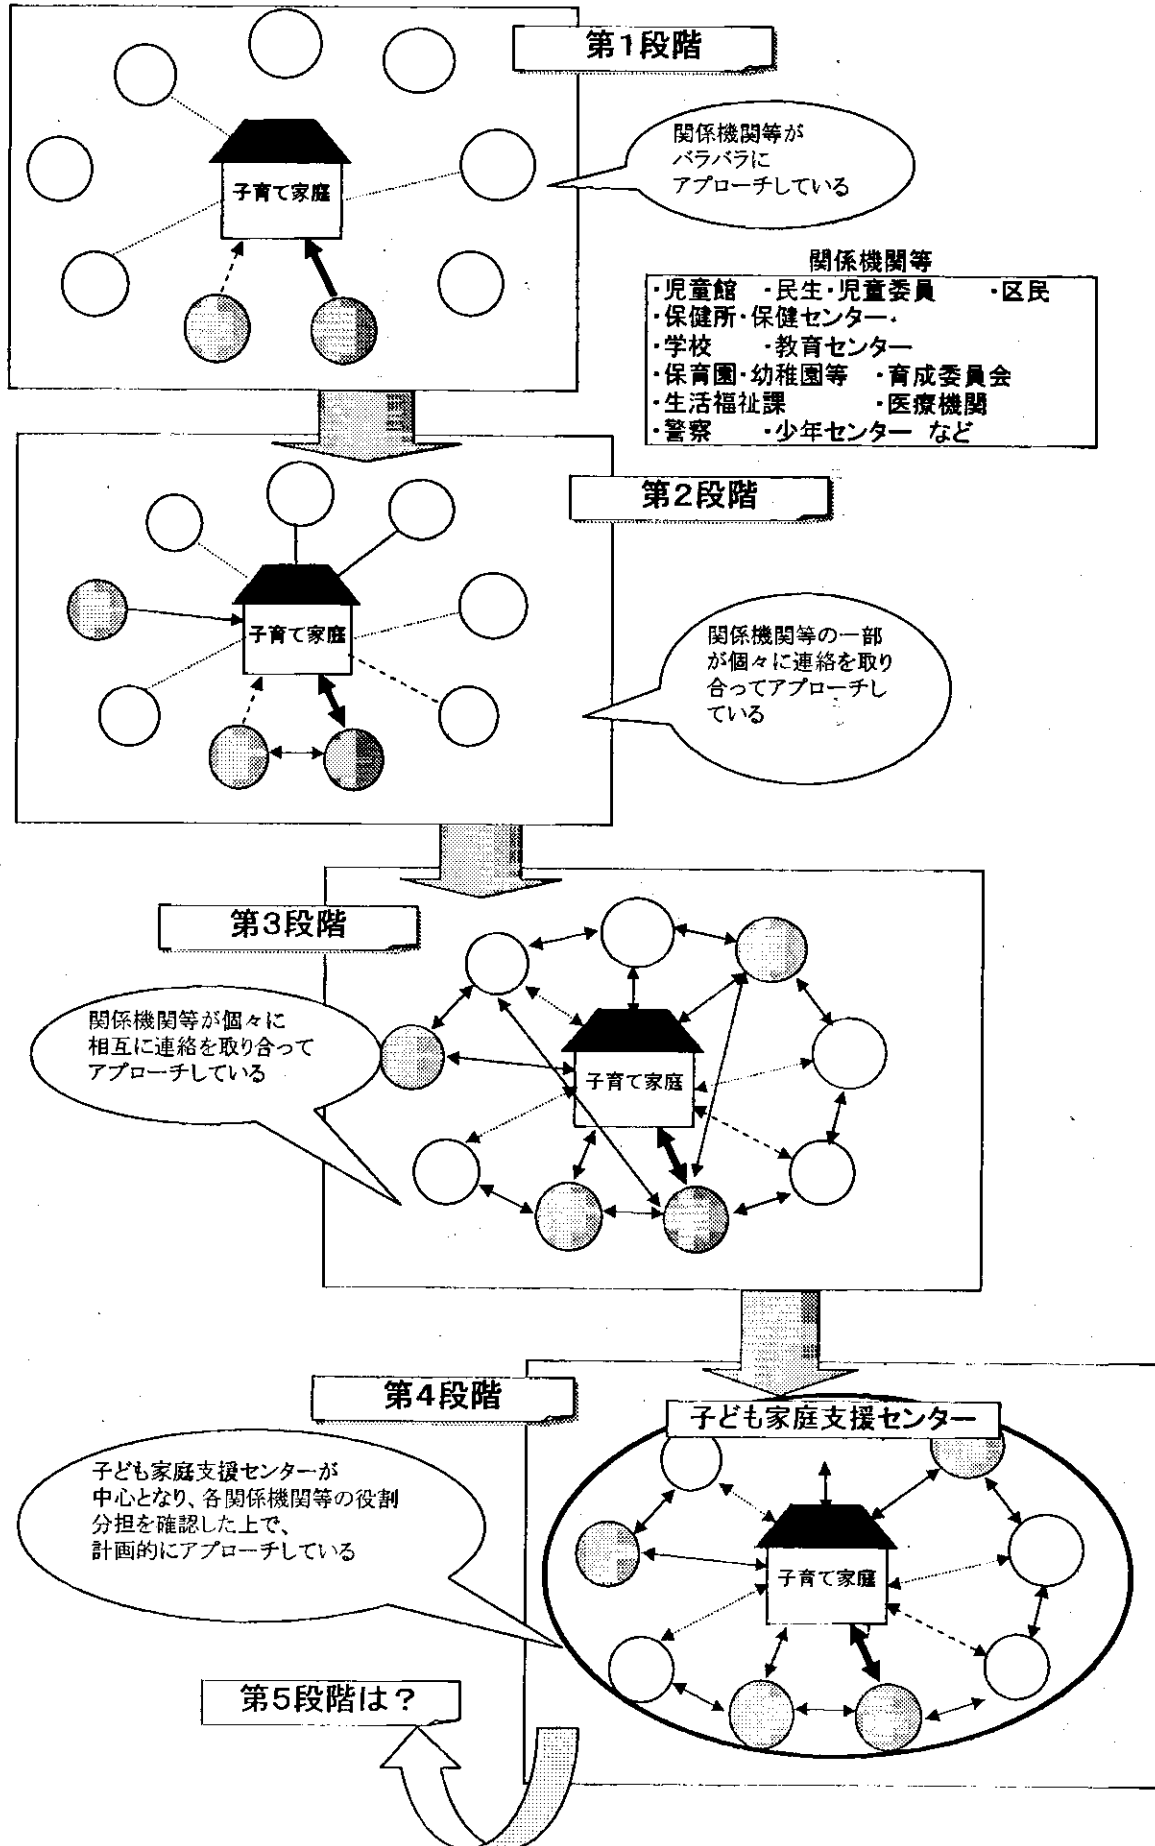 第1段階
関係機関等が
バラバラに
アプローチしている
子育て家庭
関係機関等
・児童館 ・民生・児童委員 ・区民
・保健所・保健センター・
・学校 ・教育センター
・保育園・幼稚園等 ・育成委員会
・生活福祉課 ・医療機関
・警察 ・少年センター など
第2段階
子育て家庭
関係機関等の一部
が個々に連絡を取り
合ってアプローチし
ている
第3段階
関係機関等が個々に
相互に連絡を取り合って
アプローチしている
子育て家庭
第4段階
子ども家庭支援センター
子ども家庭支援センターが
中心となり、各関係機関等の役割
分担を確認した上で、
計画的にアプローチしている
子育て家庭
第5段階は？